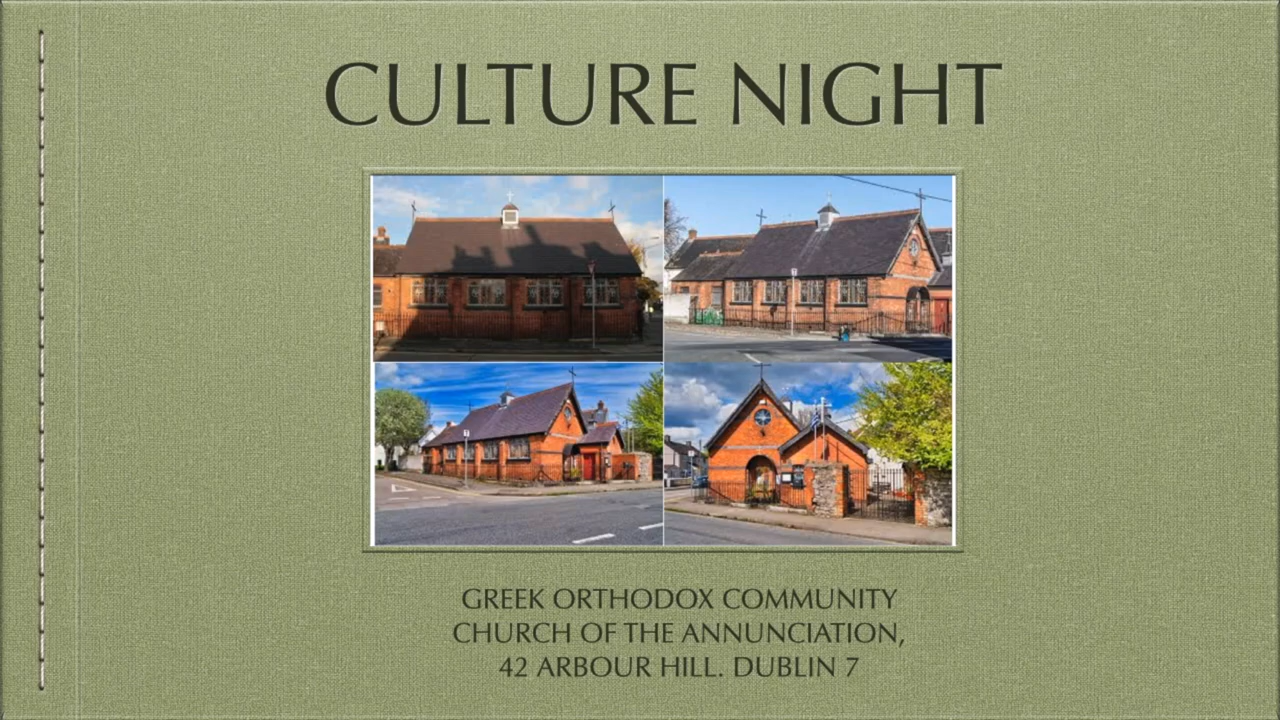 CULTURE NIGHT
GREEK ORTHODOX COMMUNITY
CHURCH OF THE ANNUNCIATION,
42 ARBOUR HILL. DUBLIN 7